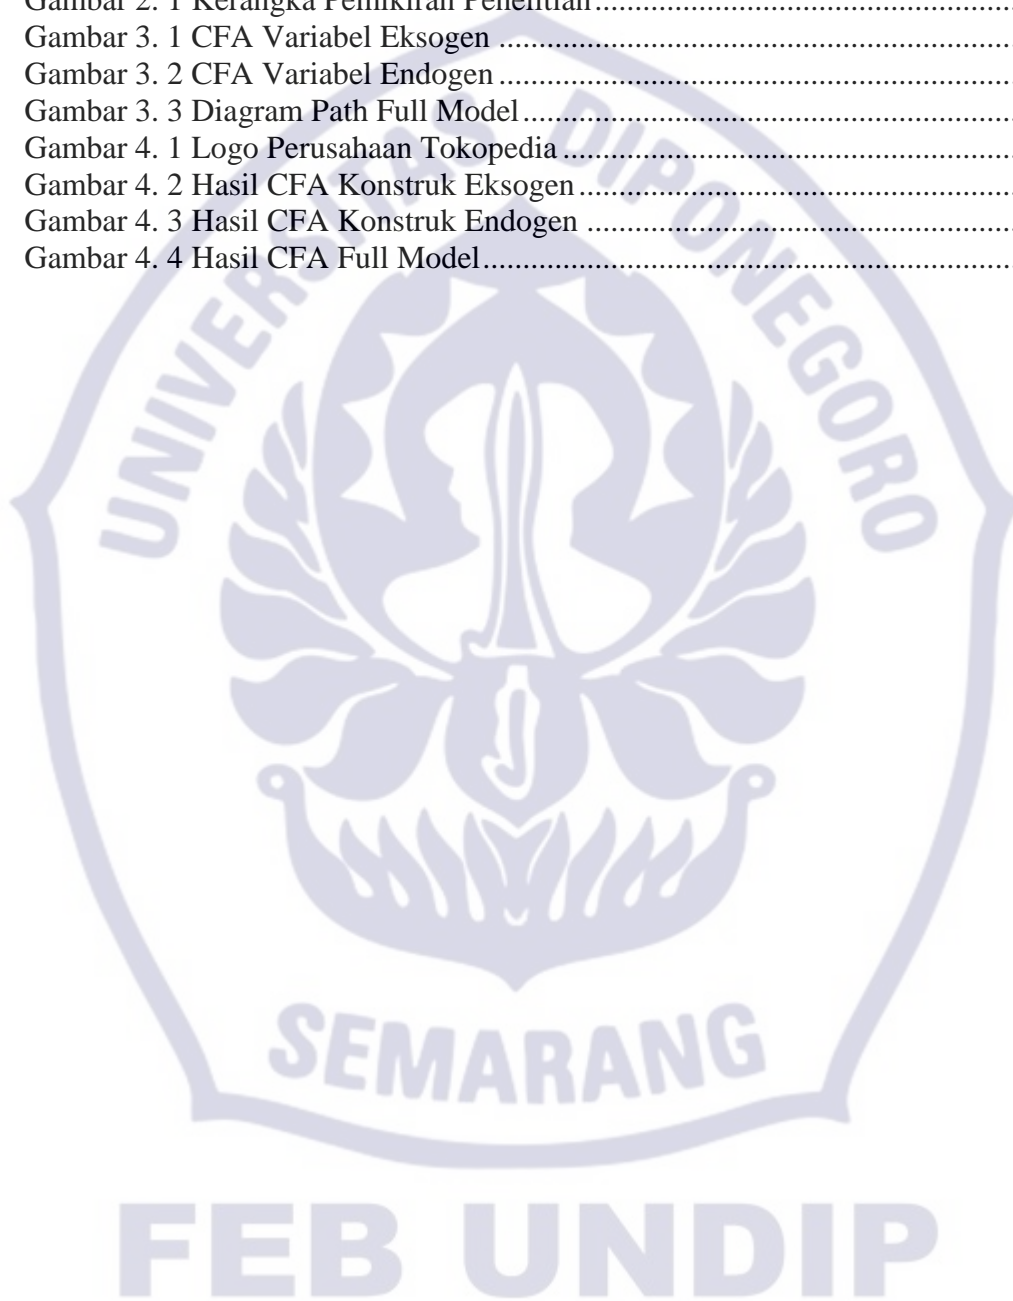 Gambar 2. 1 Kerangka Pemikiran Penelitian....................................................
Gambar 3. 1 CFA Variabel Eksogen ................................................................
Gambar 3. 2 CFA Variabel Endogen ................................................................
Gambar 3. 3 Diagram Path Full Model.............................................................
Gambar 4. 1 Logo Perusahaan Tokopedia ........................................................
Gambar 4. 2 Hasil CFA Konstruk Eksogen ......................................................
Gambar 4. 3 Hasil CFA Konstruk Endogen .....................................................
Gambar 4. 4 Hasil CFA Full Model..................................................................
UNIVERSITAS DIPONEGORO
SEMARANG
FEB UNDIP